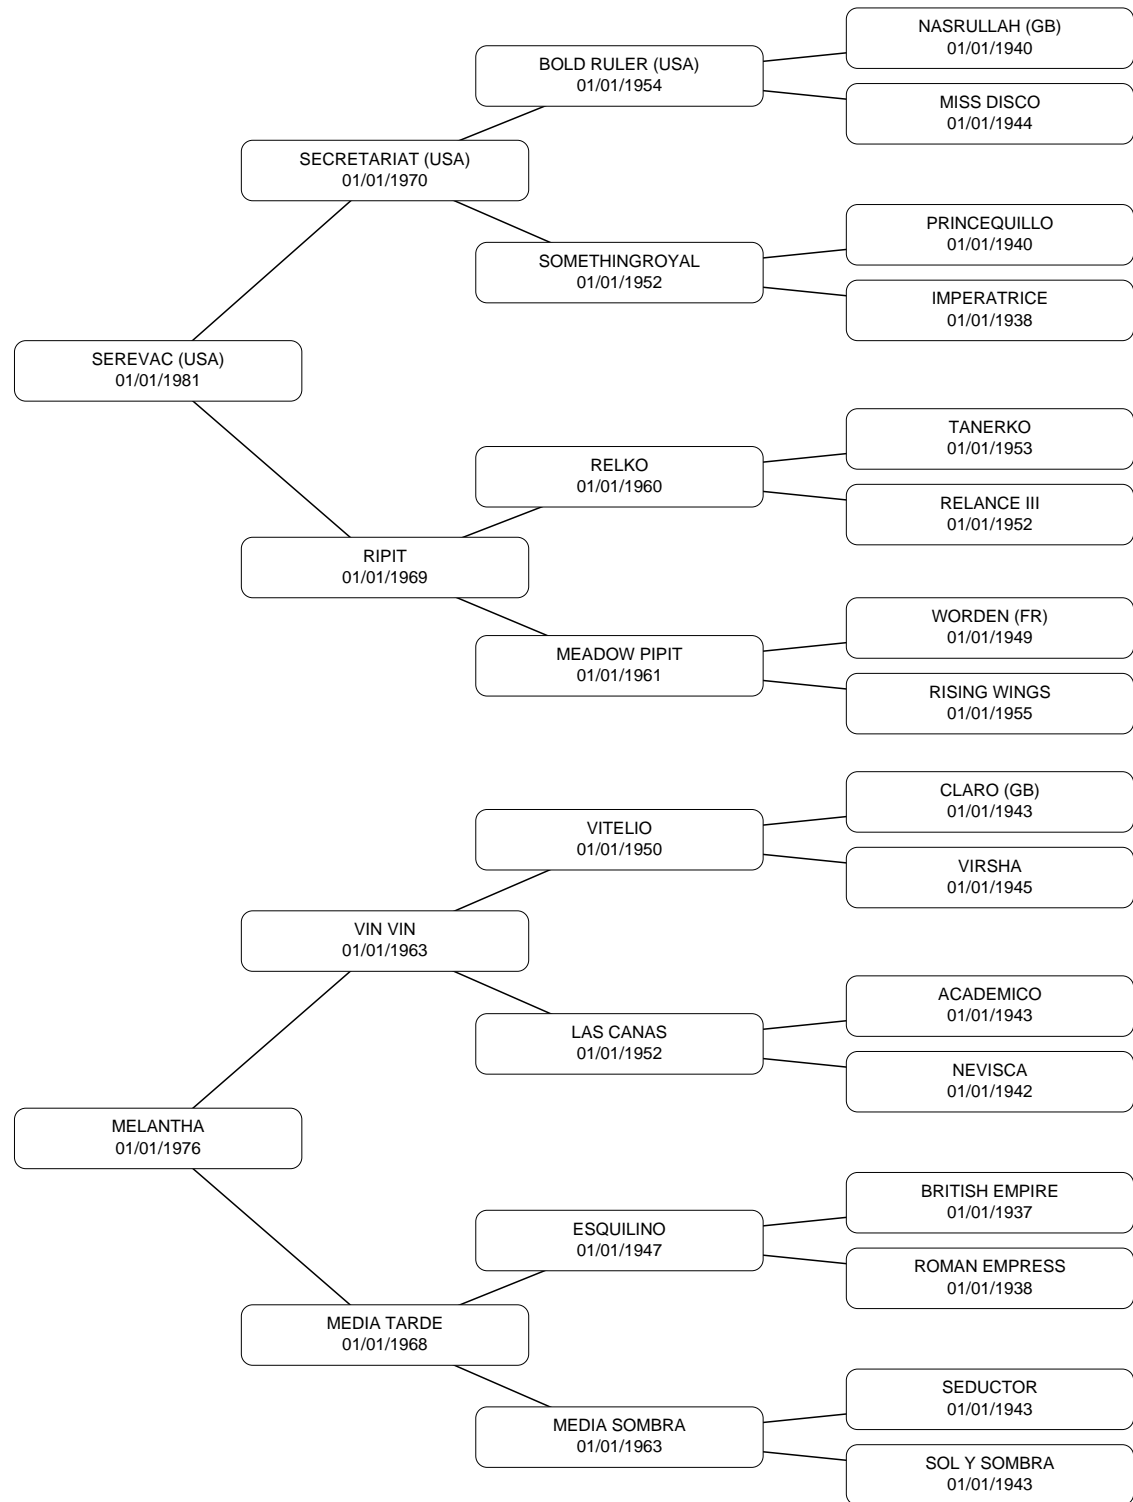 NASRULLAH (GB)
01/01/1940
BOLD RULER (USA)
01/01/1954
MISS DISCO
01/01/1944
SECRETARIAT (USA)
01/01/1970
PRINCEQUILLO
01/01/1940
SOMETHINGROYAL
01/01/1952
IMPERATRICE
01/01/1938
SEREVAC (USA)
01/01/1981
TANERKO
01/01/1953
RELKO
01/01/1960
RELANCE III
01/01/1952
RIPIT
01/01/1969
WORDEN (FR)
01/01/1949
MEADOW PIPIT
01/01/1961
RISING WINGS
01/01/1955
CLARO (GB)
01/01/1943
VITELIO
01/01/1950
VIRSHA
01/01/1945
VIN VIN
01/01/1963
ACADEMICO
01/01/1943
LAS CANAS
01/01/1952
NEVISCA
01/01/1942
MELANTHA
01/01/1976
BRITISH EMPIRE
01/01/1937
ESQUILINO
01/01/1947
ROMAN EMPRESS
01/01/1938
MEDIA TARDE
01/01/1968
SEDUCTOR
01/01/1943
MEDIA SOMBRA
01/01/1963
SOL Y SOMBRA
01/01/1943